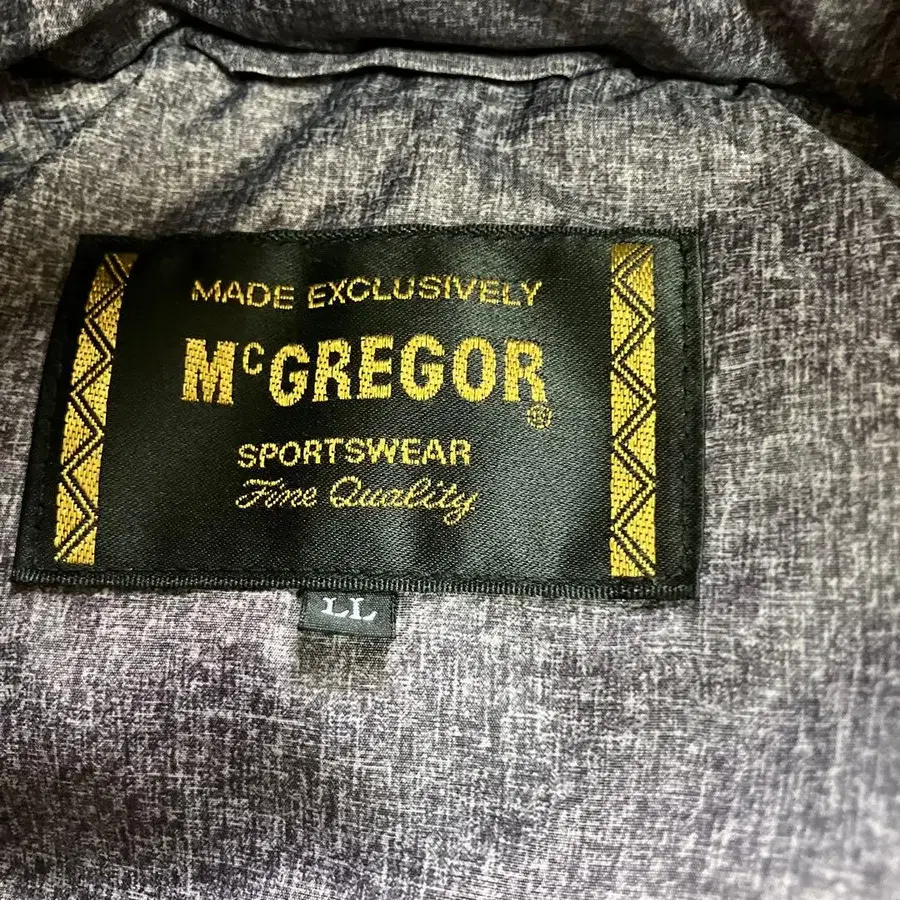 MADE EXCLUSIVELY
McGREGOR®
SPORTSWEAR
Fine Quality
LL